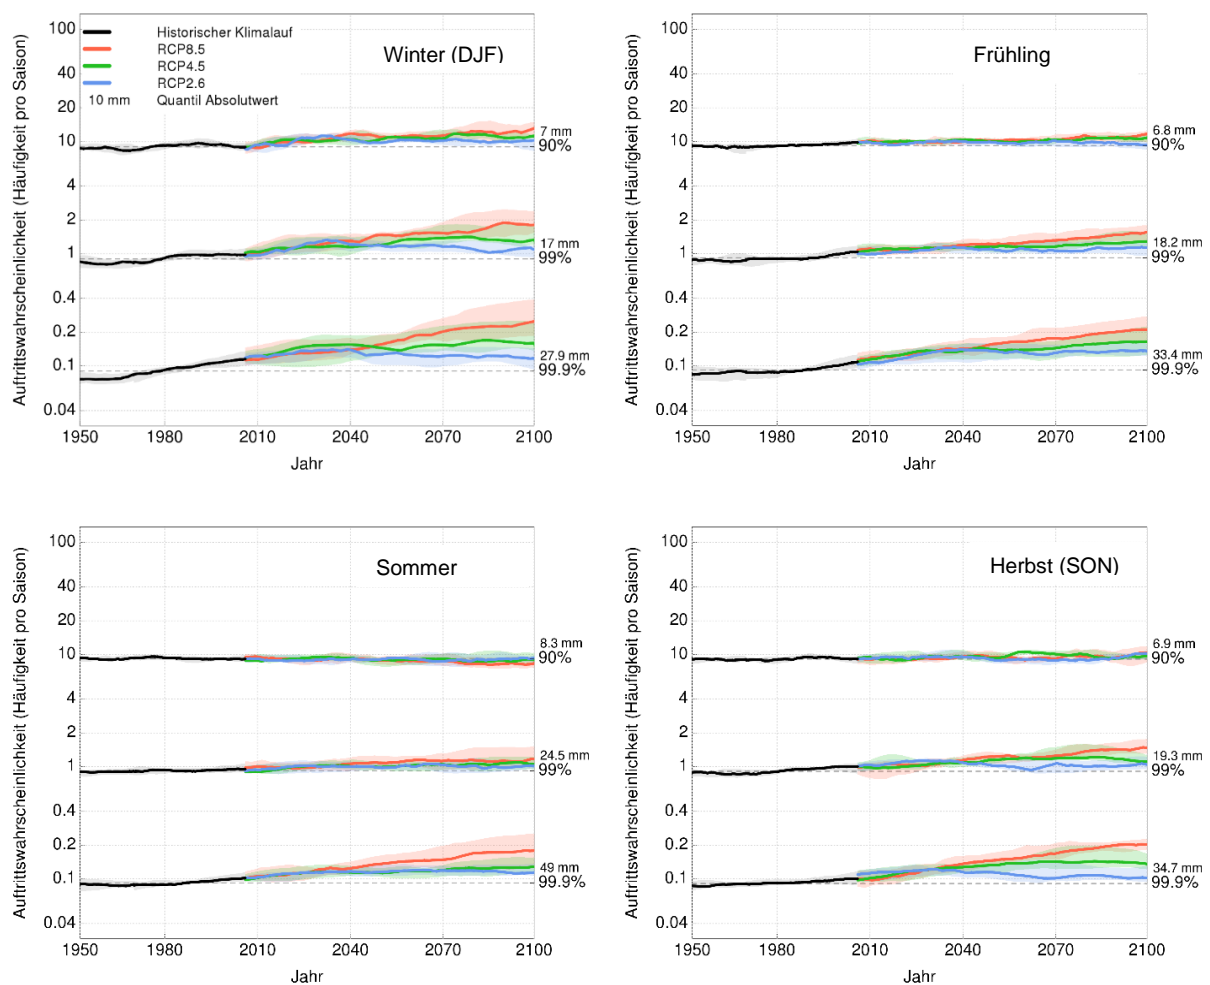 Auftrittswahrscheinlichkeit (Häufigkeit pro Saison)
100
40
20
10
4
2
1
0.4
0.2
0.1
0.04
Historischer Klimalauf
RCP8.5
RCP4.5
RCP2.6
10 mm Quantil Absolutwert
Winter (DJF)
7 mm
90%
17 mm
99%
27.9 mm
99.9%
1950 1980 2010 2040 2070 2100
Jahr
Auftrittswahrscheinlichkeit (Häufigkeit pro Saison)
100
40
20
10
4
2
1
0.4
0.2
0.1
0.04
Frühling
6.8 mm
90%
18.2 mm
99%
33.4 mm
99.9%
1950 1980 2010 2040 2070 2100
Jahr
Auftrittswahrscheinlichkeit (Häufigkeit pro Saison)
100
40
20
10
4
2
1
0.4
0.2
0.1
0.04
Sommer
8.3 mm
90%
24.5 mm
99%
49 mm
99.9%
1950 1980 2010 2040 2070 2100
Jahr
Auftrittswahrscheinlichkeit (Häufigkeit pro Saison)
100
40
20
10
4
2
1
0.4
0.2
0.1
0.04
Herbst (SON)
6.9 mm
90%
19.3 mm
99%
34.7 mm
99.9%
1950 1980 2010 2040 2070 2100
Jahr